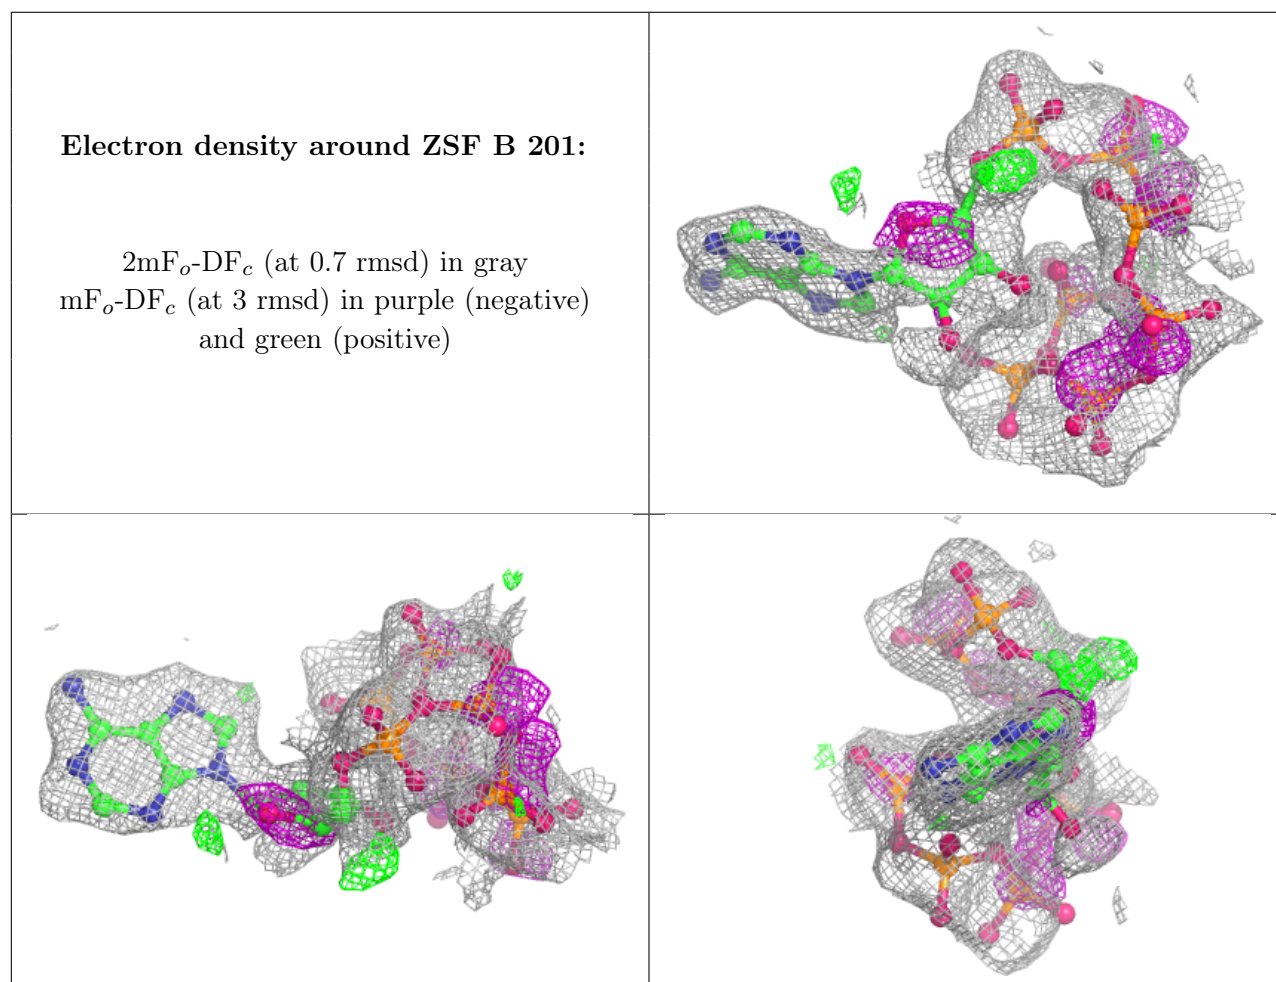 Electron density around ZSF B 201:
2mFₒ-DF𝑐 (at 0.7 rmsd) in gray
mFₒ-DF𝑐 (at 3 rmsd) in purple (negative)
and green (positive)